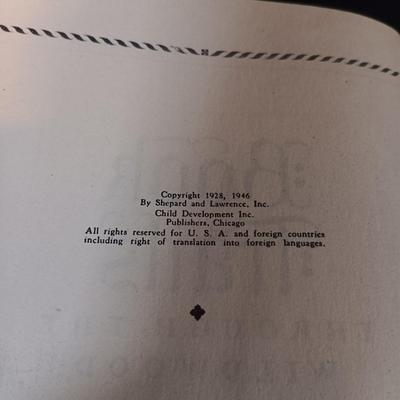 Copyright 1928, 1946
By Shepard and Lawrence, Inc.
Child Development Inc.
Publishers, Chicago
All rights reserved for U. S. A. and foreign countries
including right of translation into foreign languages.